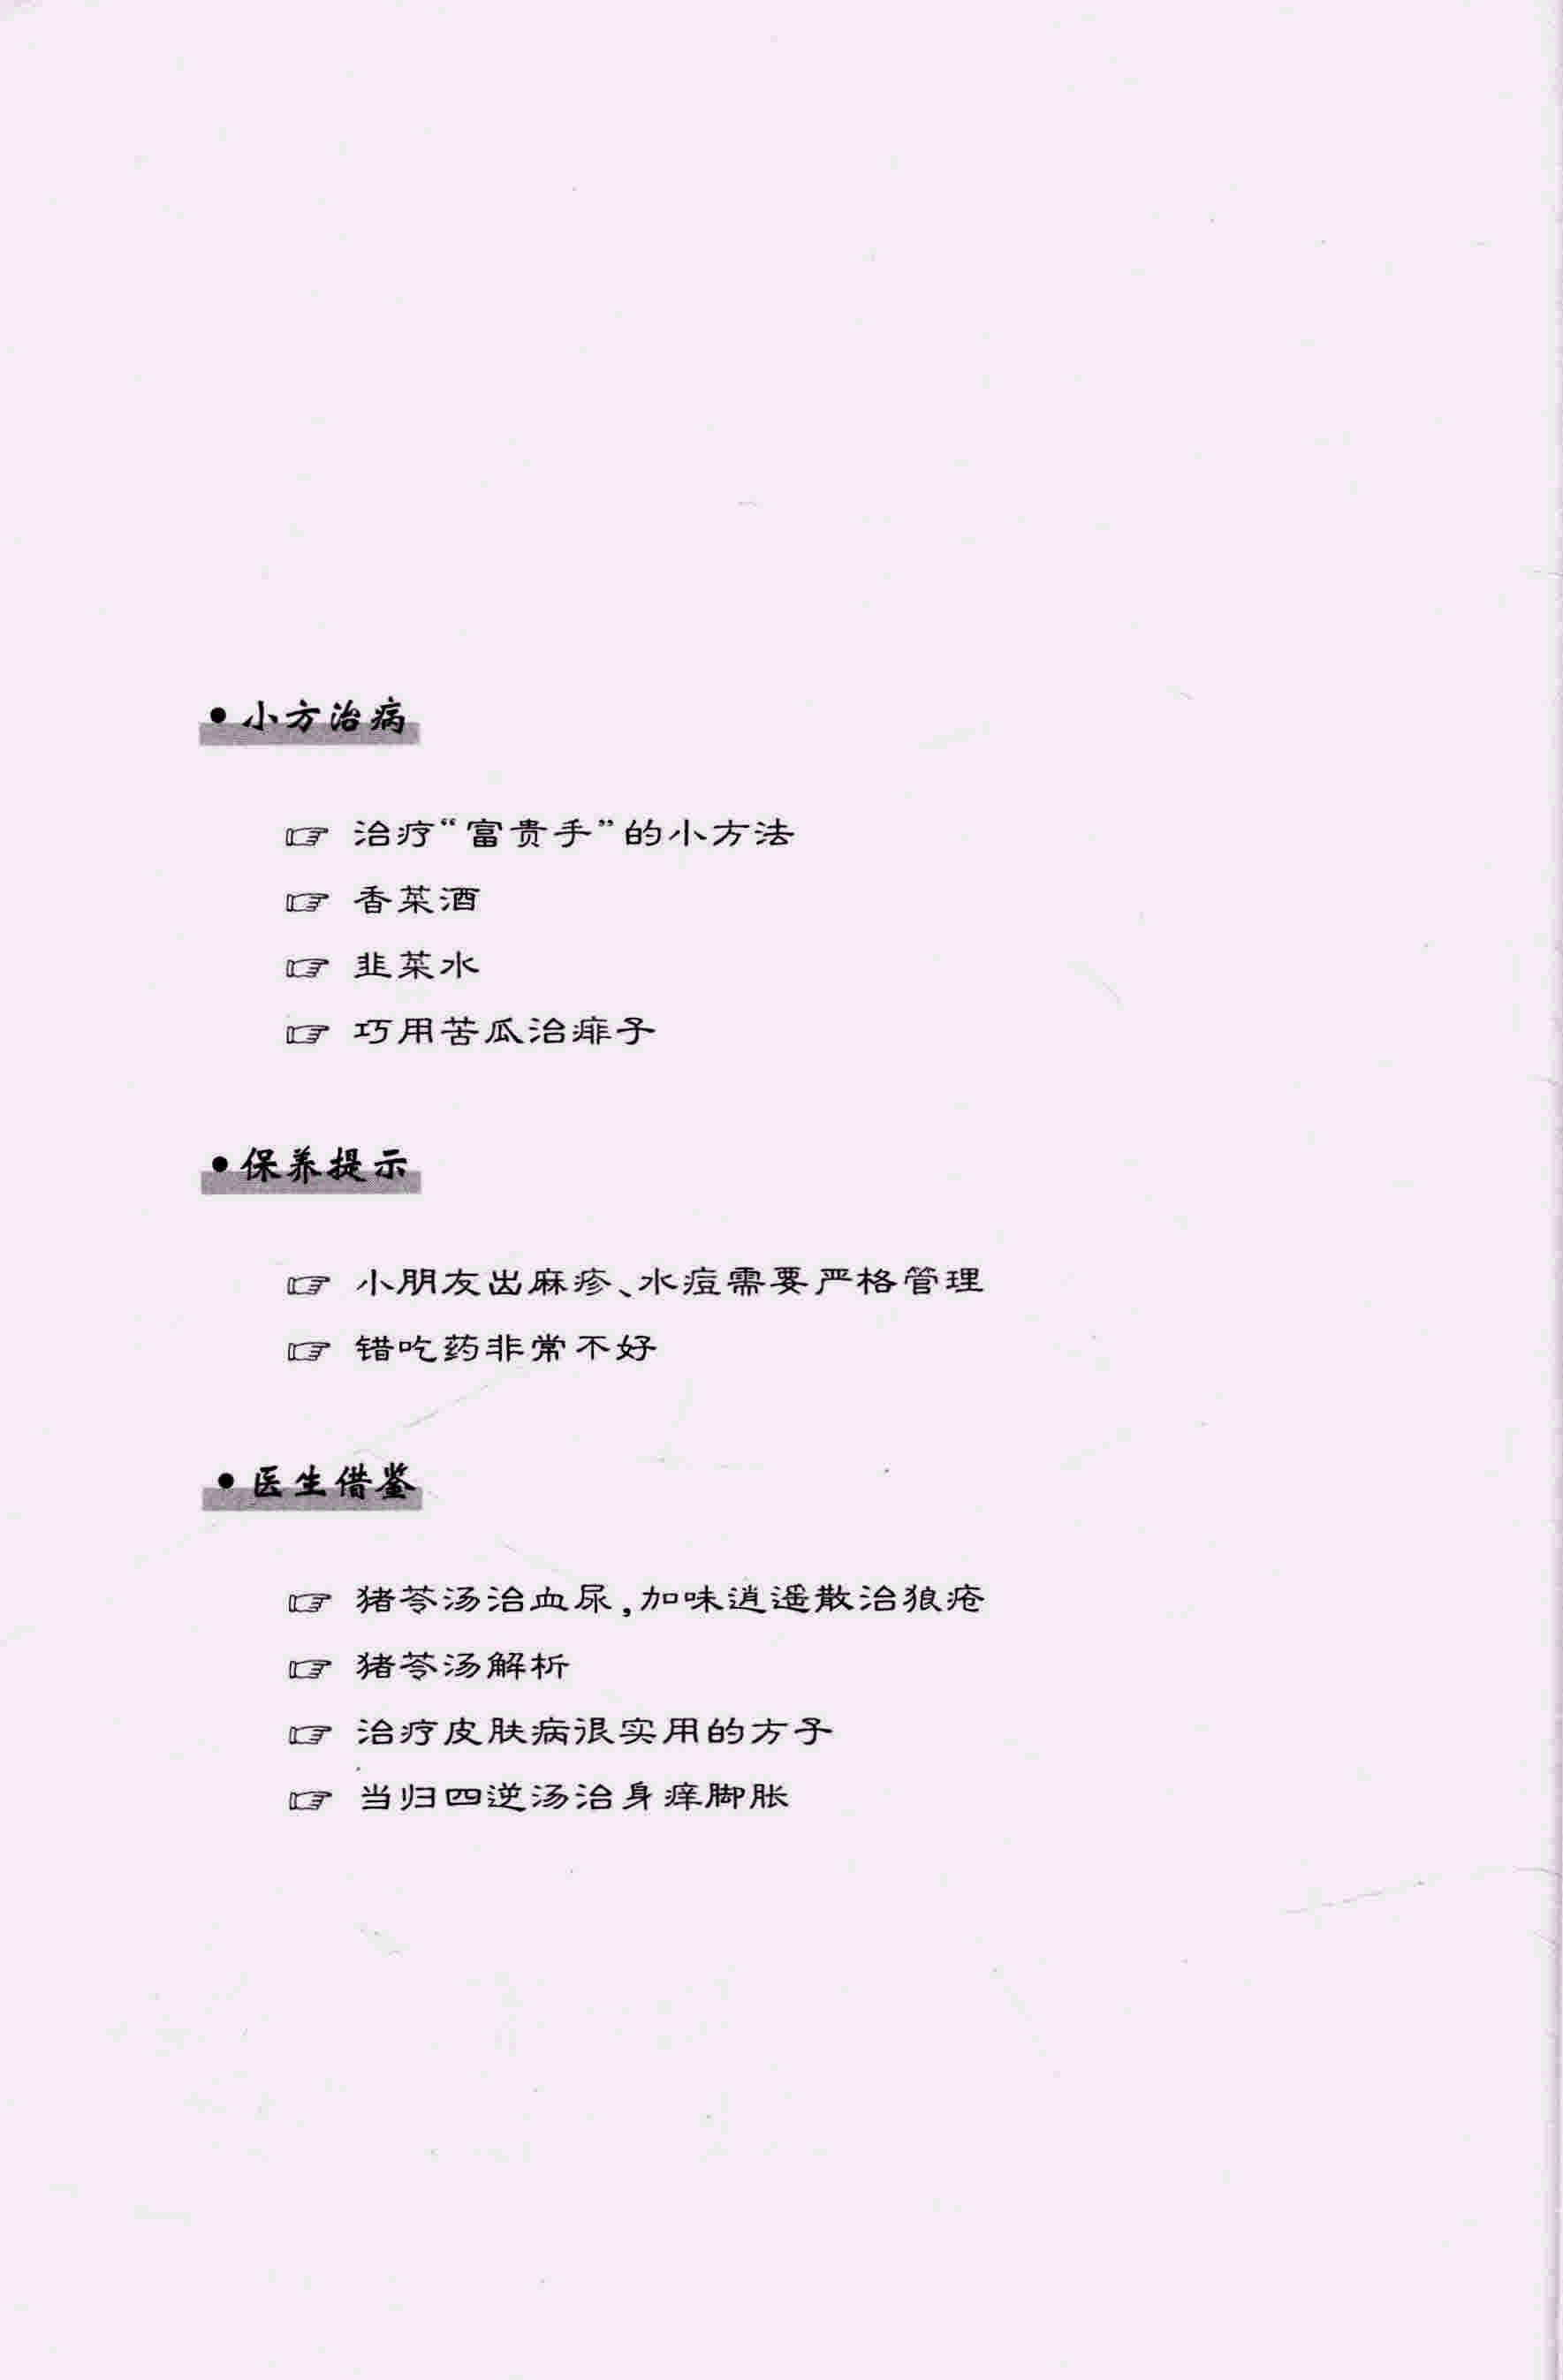 •小方治病
☞ 治疗“富贵手”的小方法
☞ 香菜酒
☞ 韭菜水
☞ 巧用苦瓜治痱子
•保养提示
☞ 小朋友出麻疹、水痘需要严格管理
☞ 错吃药非常不好
•医生借鉴
☞ 猪苓汤治血尿,加味逍遥散治狼疮
☞ 猪苓汤解析
☞ 治疗皮肤病很实用的方子
☞ 当归四逆汤治身痒脚胀